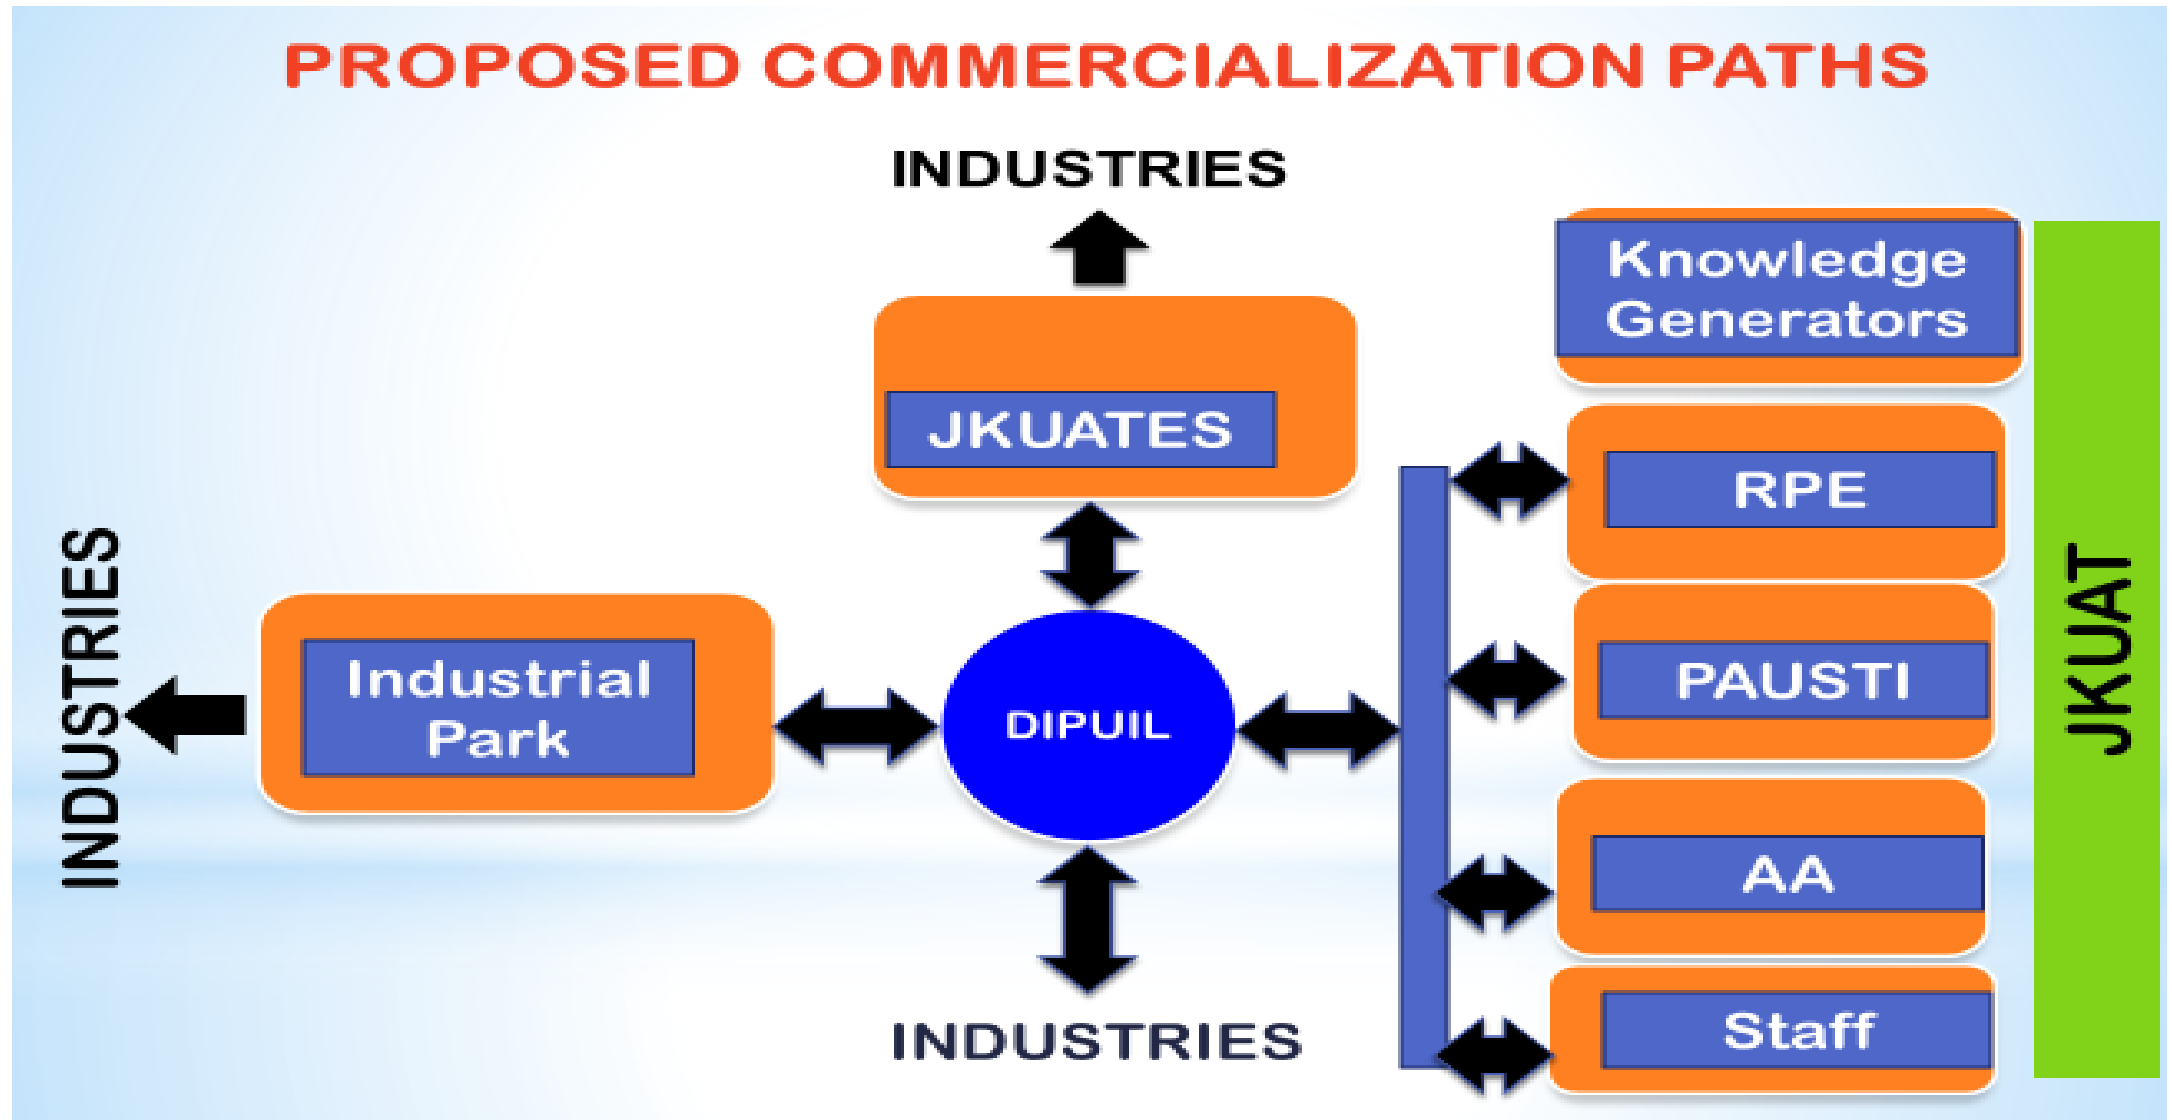 PROPOSED COMMERCIALIZATION PATHS
INDUSTRIES
Knowledge
Generators
JKUATES
RPE
INDUSTRIES
Industrial
Park
DIPUIL
PAUSTI
JKUAT
AA
INDUSTRIES
Staff